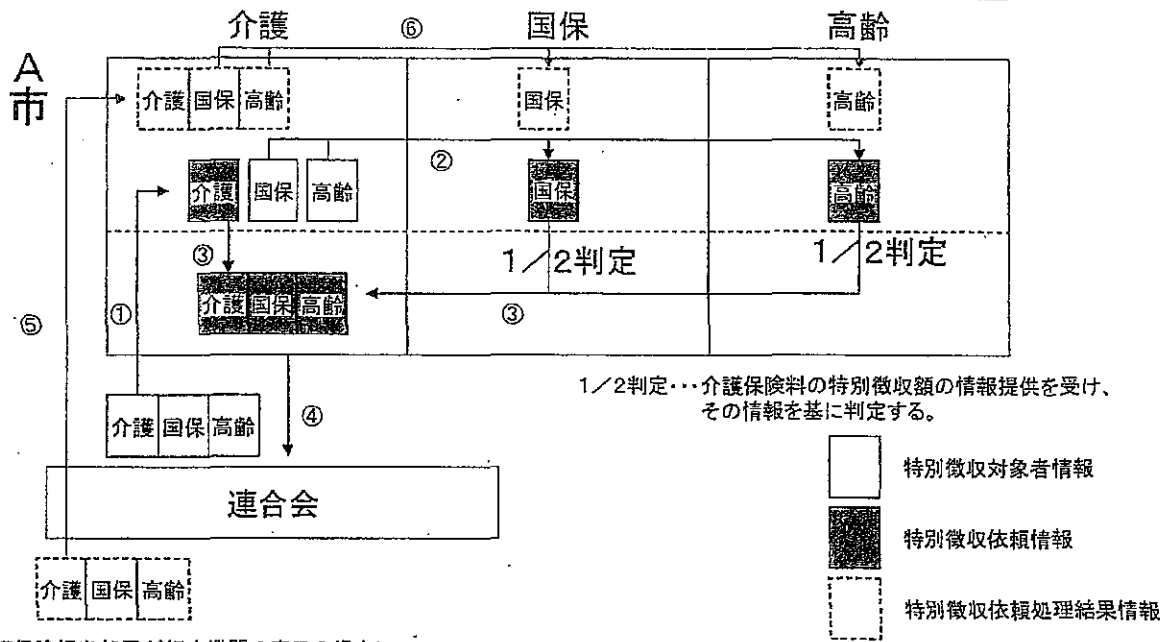 介護 ⑥ 国保 高齢
A市
介護 国保 高齢 国保 高齢
②
介護 国保 高齢 国保 高齢
③ 1/2判定 1/2判定
介護 国保 高齢 ③
⑤ ①
1/2判定・・・介護保険料の特別徴収額の情報提供を受け、
その情報を基に判定する。
介護 国保 高齢 ④
特別徴収対象者情報
連合会
特別徴収依頼情報
介護 国保 高齢
特別徴収依頼処理結果情報